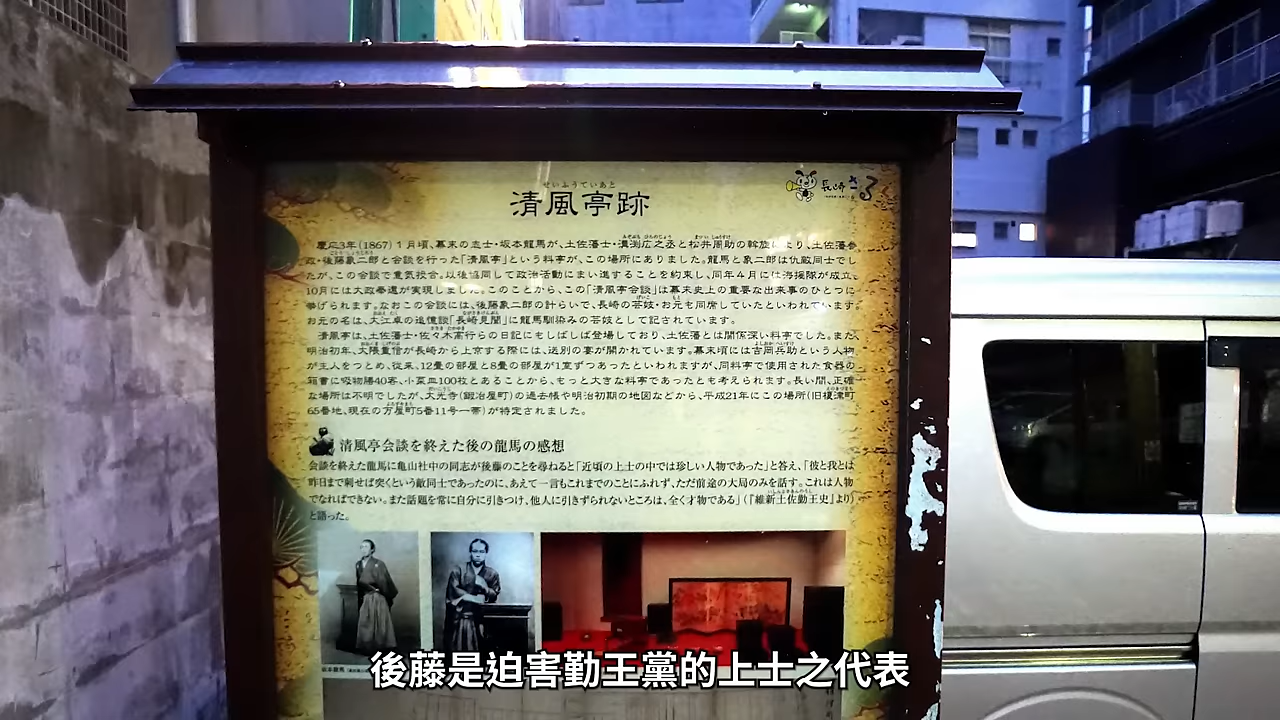 せいふうていあと
清風亭跡
長崎さるく
慶応3年(1867)1月頃、幕末の志士・坂本龍馬が、土佐藩士・溝渕広之丞と松井周助の斡旋により、土佐藩参
政・後藤象二郎と会談を行った「清風亭」という料亭が、この場所にありました。龍馬と象二郎は仇敵同士でし
たが、この会談で意気投合。以後協同して政治活動にまい進することを約束し、同年4月には海援隊が成立、
10月には大政奉還が実現しました。このことから、この「清風亭会談」は幕末史上の重要な出来事のひとつに
挙げられます。なおこの会談には、後藤象二郎の計らいで、長崎の芸妓・お元も同席していたといわれています。
お元の名は、大江卓の追憶談「長崎見聞」に龍馬馴染みの芸妓として記されています。
清風亭は、土佐藩士・佐々木高行らの日記にもしばしば登場しており、土佐藩とは関係深い料亭でした。また、
明治初年、大隈重信が長崎から上京する際には、送別の宴が開かれています。幕末頃には吉岡兵助という人物
が主人をつとめ、従来、12畳の部屋と8畳の部屋が1室ずつあったといわれますが、同料亭で使用された食器の
箱書に吸物膳40客、小菜皿100枚とあることから、もっと大きな料亭であったとも考えられます。長い間、正確
な場所は不明でしたが、大光寺(鍛冶屋町)の過去帳や明治初期の地図などから、平成21年にこの場所(旧榎津町
65番地、現在の万屋町5番11号一帯)が特定されました。
清風亭会談を終えた後の龍馬の感想
会談を終えた龍馬に亀山社中の同志が後藤のことを尋ねると「近頃の上士の中では珍しい人物であった」と答え、「彼と我とは
昨日まで刺せば突くという敵同士であったのに、あえて一言もこれまでのことにふれず、ただ前途の大局のみを話す。これは人物
でなければできない。また話題を常に自分に引きつけ、他人に引きずられないところは、全く才物である」(『維新土佐勤王史』より)
と語った。
坂本龍馬
後藤是迫害勤王黨的上士之代表